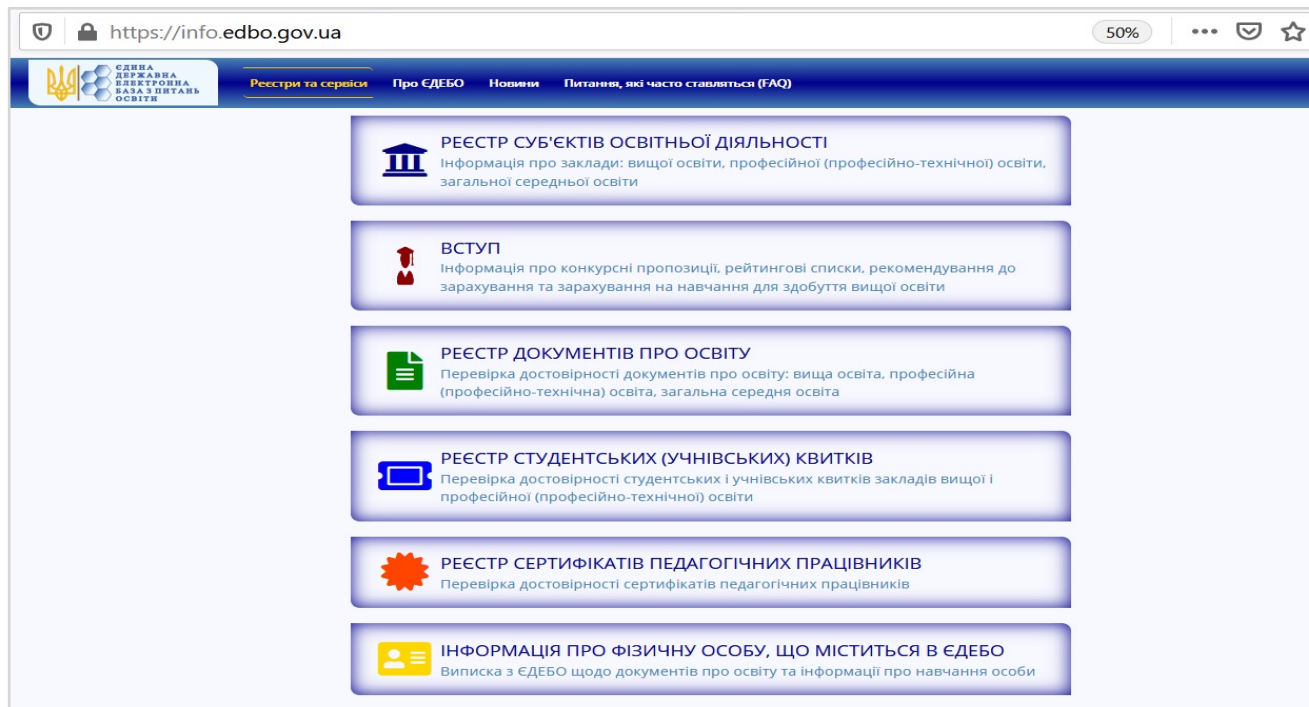 https://info.edbo.gov.ua
50%
ЄДИНА
ДЕРЖАВНА
ЕЛЕКТРОННА
БАЗА З ПИТАНЬ
ОСВІТИ
Реєстри та сервіси Про ЄДЕБО Новини Питання, які часто ставляться (FAQ)
РЕЄСТР СУБ'ЄКТІВ ОСВІТНЬОЇ ДІЯЛЬНОСТІ
Інформація про заклади: вищої освіти, професійної (професійно-технічної) освіти,
загальної середньої освіти
ВСТУП
Інформація про конкурсні пропозиції, рейтингові списки, рекомендування до
зарахування та зарахування на навчання для здобуття вищої освіти
РЕЄСТР ДОКУМЕНТІВ ПРО ОСВІТУ
Перевірка достовірності документів про освіту: вища освіта, професійна
(професійно-технічна) освіта, загальна середня освіта
РЕЄСТР СТУДЕНТСЬКИХ (УЧНІВСЬКИХ) КВИТКІВ
Перевірка достовірності студентських і учнівських квитків закладів вищої і
професійної (професійно-технічної) освіти
РЕЄСТР СЕРТИФІКАТІВ ПЕДАГОГІЧНИХ ПРАЦІВНИКІВ
Перевірка достовірності сертифікатів педагогічних працівників
ІНФОРМАЦІЯ ПРО ФІЗИЧНУ ОСОБУ, ЩО МІСТИТЬСЯ В ЄДЕБО
Виписка з ЄДЕБО щодо документів про освіту та інформації про навчання особи